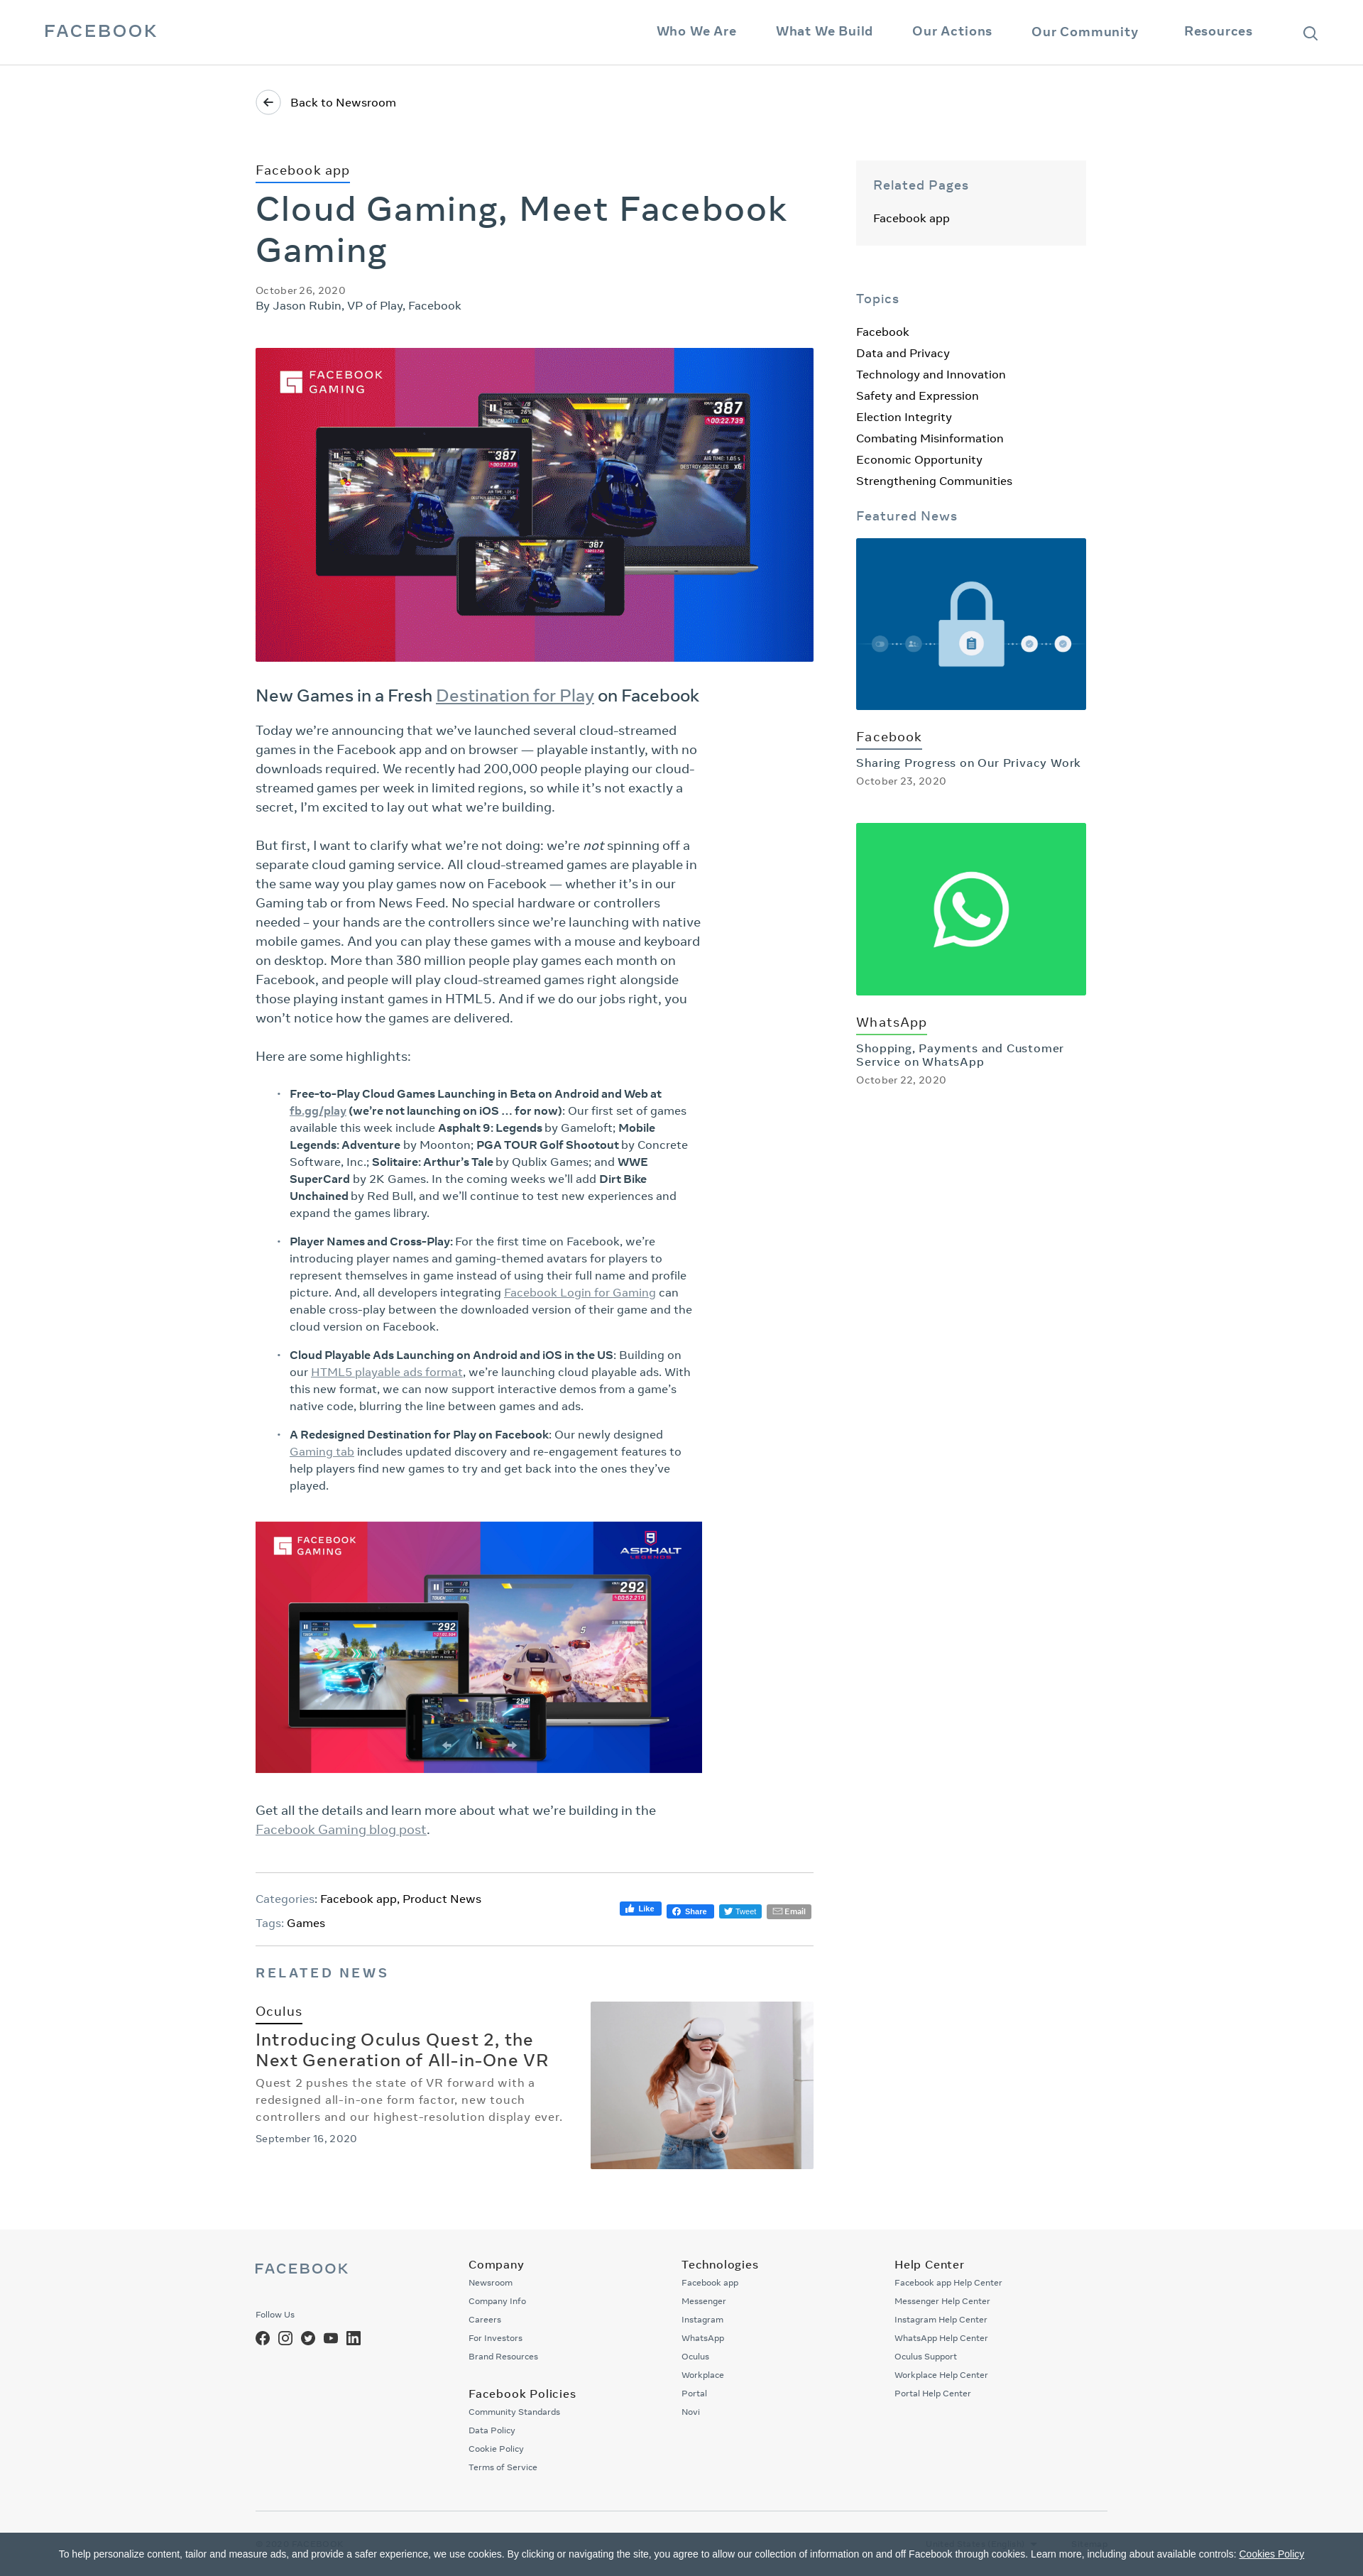 FACEBOOK
Who We Are
What We Build
Our Actions
Our Community
Resources
Back to Newsroom
Facebook app
Cloud Gaming, Meet Facebook
Gaming
October 26, 2020
By Jason Rubin, VP of Play, Facebook
FACEBOOK
GAMING
387
387
New Games in a Fresh Destination for Play on Facebook
Today we’re announcing that we’ve launched several cloud-streamed
games in the Facebook app and on browser — playable instantly, with no
downloads required. We recently had 200,000 people playing our cloud-
streamed games per week in limited regions, so while it’s not exactly a
secret, I’m excited to lay out what we’re building.
But first, I want to clarify what we’re not doing: we’re not spinning off a
separate cloud gaming service. All cloud-streamed games are playable in
the same way you play games now on Facebook — whether it’s in our
Gaming tab or from News Feed. No special hardware or controllers
needed – your hands are the controllers since we’re launching with native
mobile games. And you can play these games with a mouse and keyboard
on desktop. More than 380 million people play games each month on
Facebook, and people will play cloud-streamed games right alongside
those playing instant games in HTML5. And if we do our jobs right, you
won’t notice how the games are delivered.
Here are some highlights:
• Free-to-Play Cloud Games Launching in Beta on Android and Web at
fb.gg/play (we’re not launching on iOS … for now): Our first set of games
available this week include Asphalt 9: Legends by Gameloft; Mobile
Legends: Adventure by Moonton; PGA TOUR Golf Shootout by Concrete
Software, Inc.; Solitaire: Arthur’s Tale by Qublix Games; and WWE
SuperCard by 2K Games. In the coming weeks we’ll add Dirt Bike
Unchained by Red Bull, and we’ll continue to test new experiences and
expand the games library.
• Player Names and Cross-Play: For the first time on Facebook, we’re
introducing player names and gaming-themed avatars for players to
represent themselves in game instead of using their full name and profile
picture. And, all developers integrating Facebook Login for Gaming can
enable cross-play between the downloaded version of their game and the
cloud version on Facebook.
• Cloud Playable Ads Launching on Android and iOS in the US: Building on
our HTML5 playable ads format, we’re launching cloud playable ads. With
this new format, we can now support interactive demos from a game’s
native code, blurring the line between games and ads.
• A Redesigned Destination for Play on Facebook: Our newly designed
Gaming tab includes updated discovery and re-engagement features to
help players find new games to try and get back into the ones they’ve
played.
FACEBOOK
GAMING
9
ASPHALT
LEGENDS
292
292
Get all the details and learn more about what we’re building in the
Facebook Gaming blog post.
Categories: Facebook app, Product News
Tags: Games
Like
Share
Tweet
Email
RELATED NEWS
Oculus
Introducing Oculus Quest 2, the
Next Generation of All-in-One VR
Quest 2 pushes the state of VR forward with a
redesigned all-in-one form factor, new touch
controllers and our highest-resolution display ever.
September 16, 2020
Related Pages
Facebook app
Topics
Facebook
Data and Privacy
Technology and Innovation
Safety and Expression
Election Integrity
Combating Misinformation
Economic Opportunity
Strengthening Communities
Featured News
Facebook
Sharing Progress on Our Privacy Work
October 23, 2020
WhatsApp
Shopping, Payments and Customer
Service on WhatsApp
October 22, 2020
FACEBOOK
Follow Us
Company
Newsroom
Company Info
Careers
For Investors
Brand Resources
Facebook Policies
Community Standards
Data Policy
Cookie Policy
Terms of Service
Technologies
Facebook app
Messenger
Instagram
WhatsApp
Oculus
Workplace
Portal
Novi
Help Center
Facebook app Help Center
Messenger Help Center
Instagram Help Center
WhatsApp Help Center
Oculus Support
Workplace Help Center
Portal Help Center
To help personalize content, tailor and measure ads, and provide a safer experience, we use cookies. By clicking or navigating the site, you agree to allow our collection of information on and off Facebook through cookies. Learn more, including about available controls: Cookies Policy